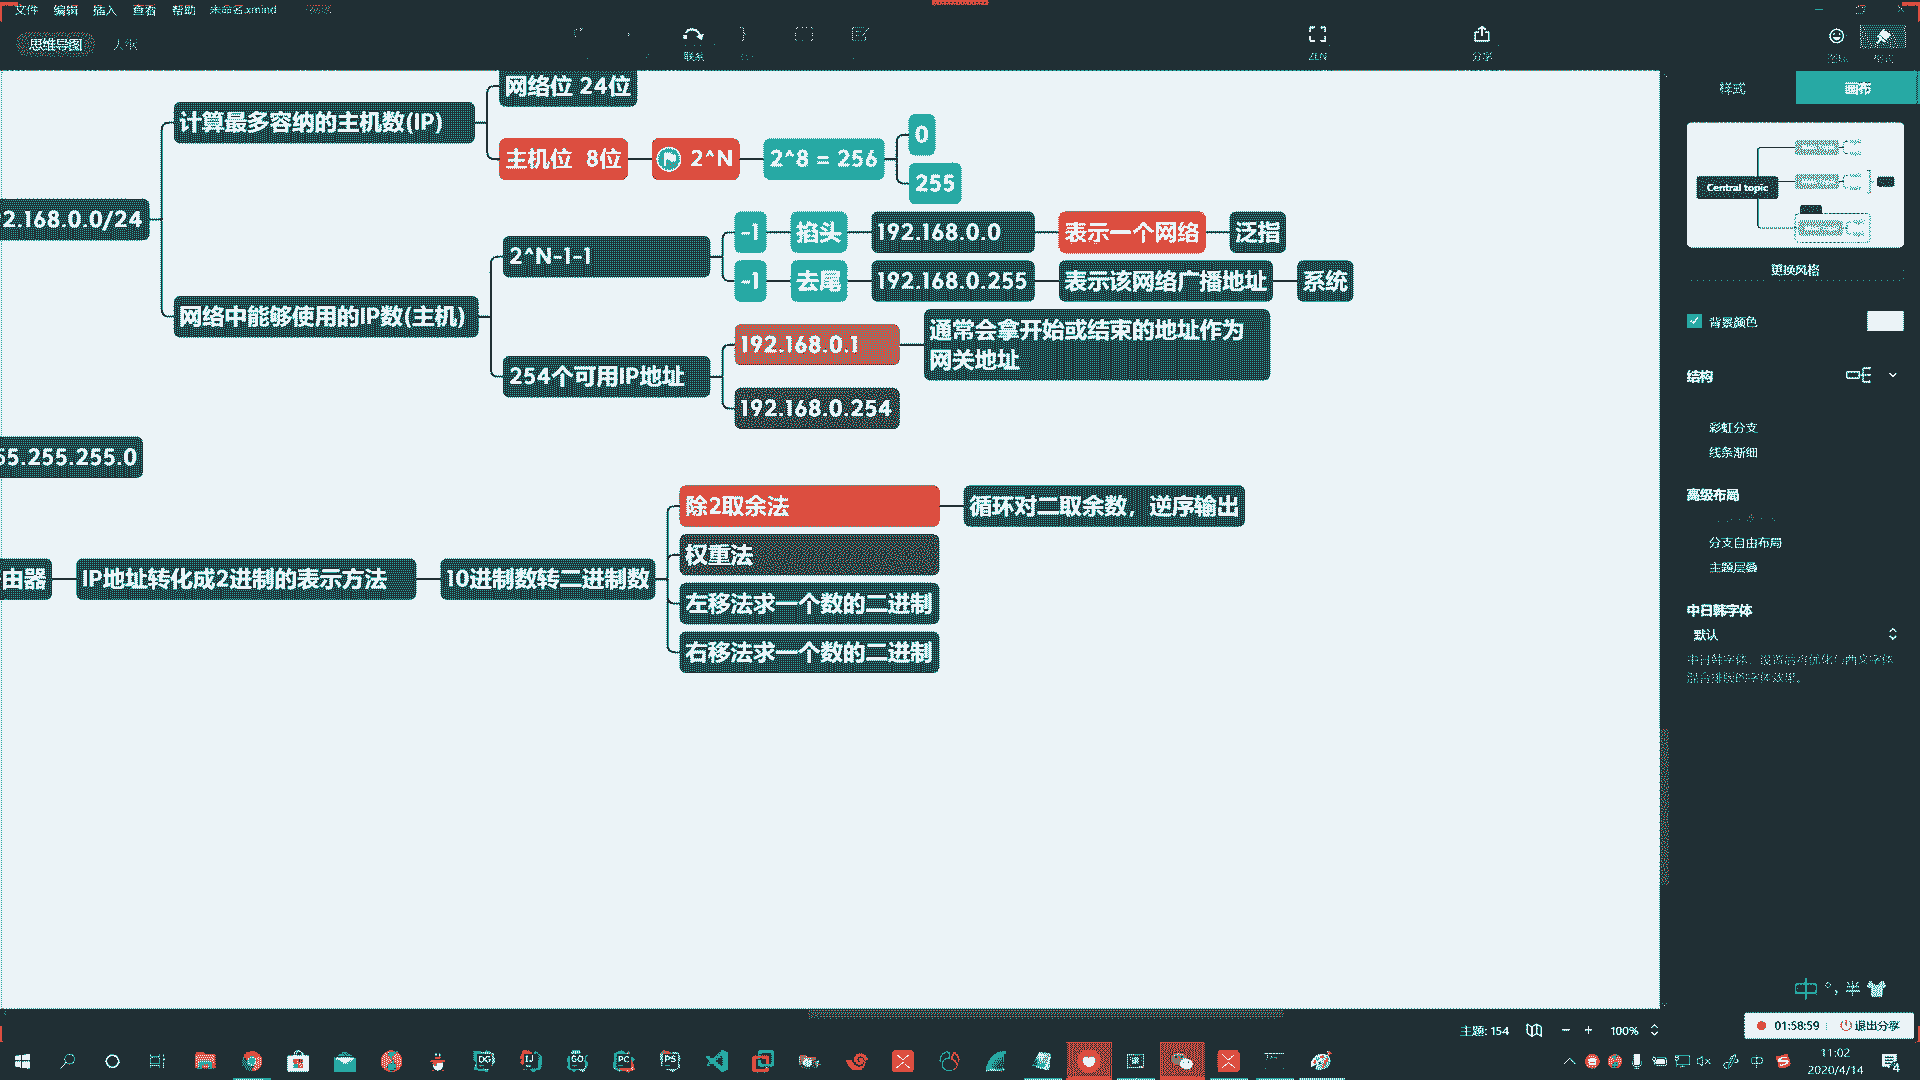 文件 编辑 插入 查看 帮助 未命名.xmind
思维导图
联系
ZEN
分享
样式 画布
网络位 24位
计算最多容纳的主机数(IP)
主机位 8位
2^N
2^8 = 256
0
255
2.168.0.0/24
2^N-1-1
-1 掐头 192.168.0.0 表示一个网络 泛指
-1 去尾 192.168.0.255 表示该网络广播地址 系统
网络中能够使用的IP数(主机)
254个可用IP地址
192.168.0.1
通常会拿开始或结束的地址作为
网关地址
192.168.0.254
55.255.255.0
由器
IP地址转化成2进制的表示方法
10进制数转二进制数
除2取余法
循环对二取余数，逆序输出
权重法
左移法求一个数的二进制
右移法求一个数的二进制
Central topic
更换风格
背景颜色
结构
彩虹分支
线条渐细
高级布局
分支自由布局
主题层叠
中日韩字体
默认
中 °, 半
主题: 154
100%
01:58:59 退出分享
DG IJ GO PC PS
中
11:02
2020/4/14
4